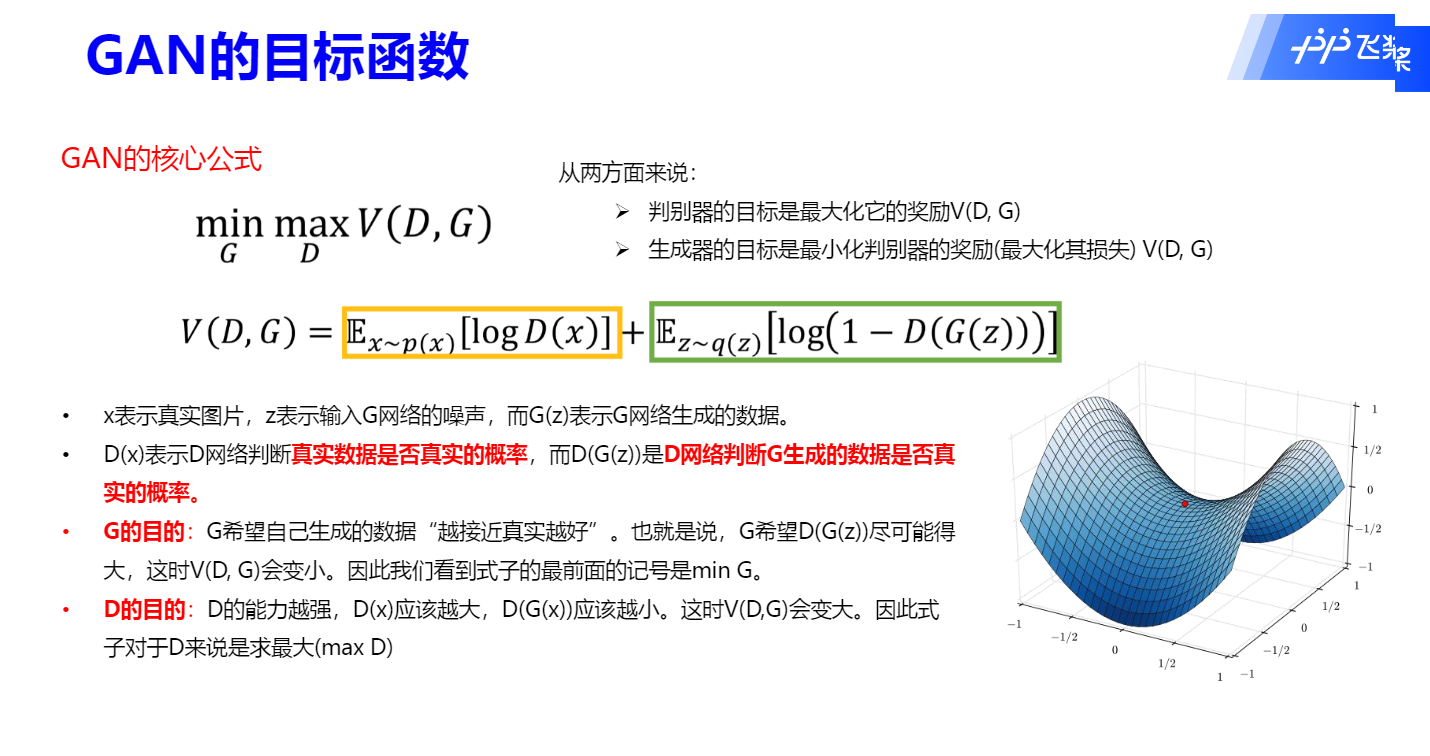 GAN的目标函数
飞桨
GAN的核心公式
从两方面来说：
min max V(D, G)
G D
➢ 判别器的目标是最大化它的奖励V(D, G)
➢ 生成器的目标是最小化判别器的奖励(最大化其损失) V(D, G)
V(D, G) = 𝔼x~p(x)[log D(x)] + 𝔼z~q(z)[log(1 − D(G(z)))]
• x表示真实图片，z表示输入G网络的噪声，而G(z)表示G网络生成的数据。
• D(x)表示D网络判断真实数据是否真实的概率，而D(G(z))是D网络判断G生成的数据是否真
实的概率。
• G的目的：G希望自己生成的数据“越接近真实越好”。也就是说，G希望D(G(z))尽可能得
大，这时V(D, G)会变小。因此我们看到式子的最前面的记号是min G。
• D的目的：D的能力越强，D(x)应该越大，D(G(x))应该越小。这时V(D,G)会变大。因此式
子对于D来说是求最大(max D)
1
1/2
0
−1/2
−1
1
1/2
0
−1/2
−1
−1
−1/2
0
1/2
1